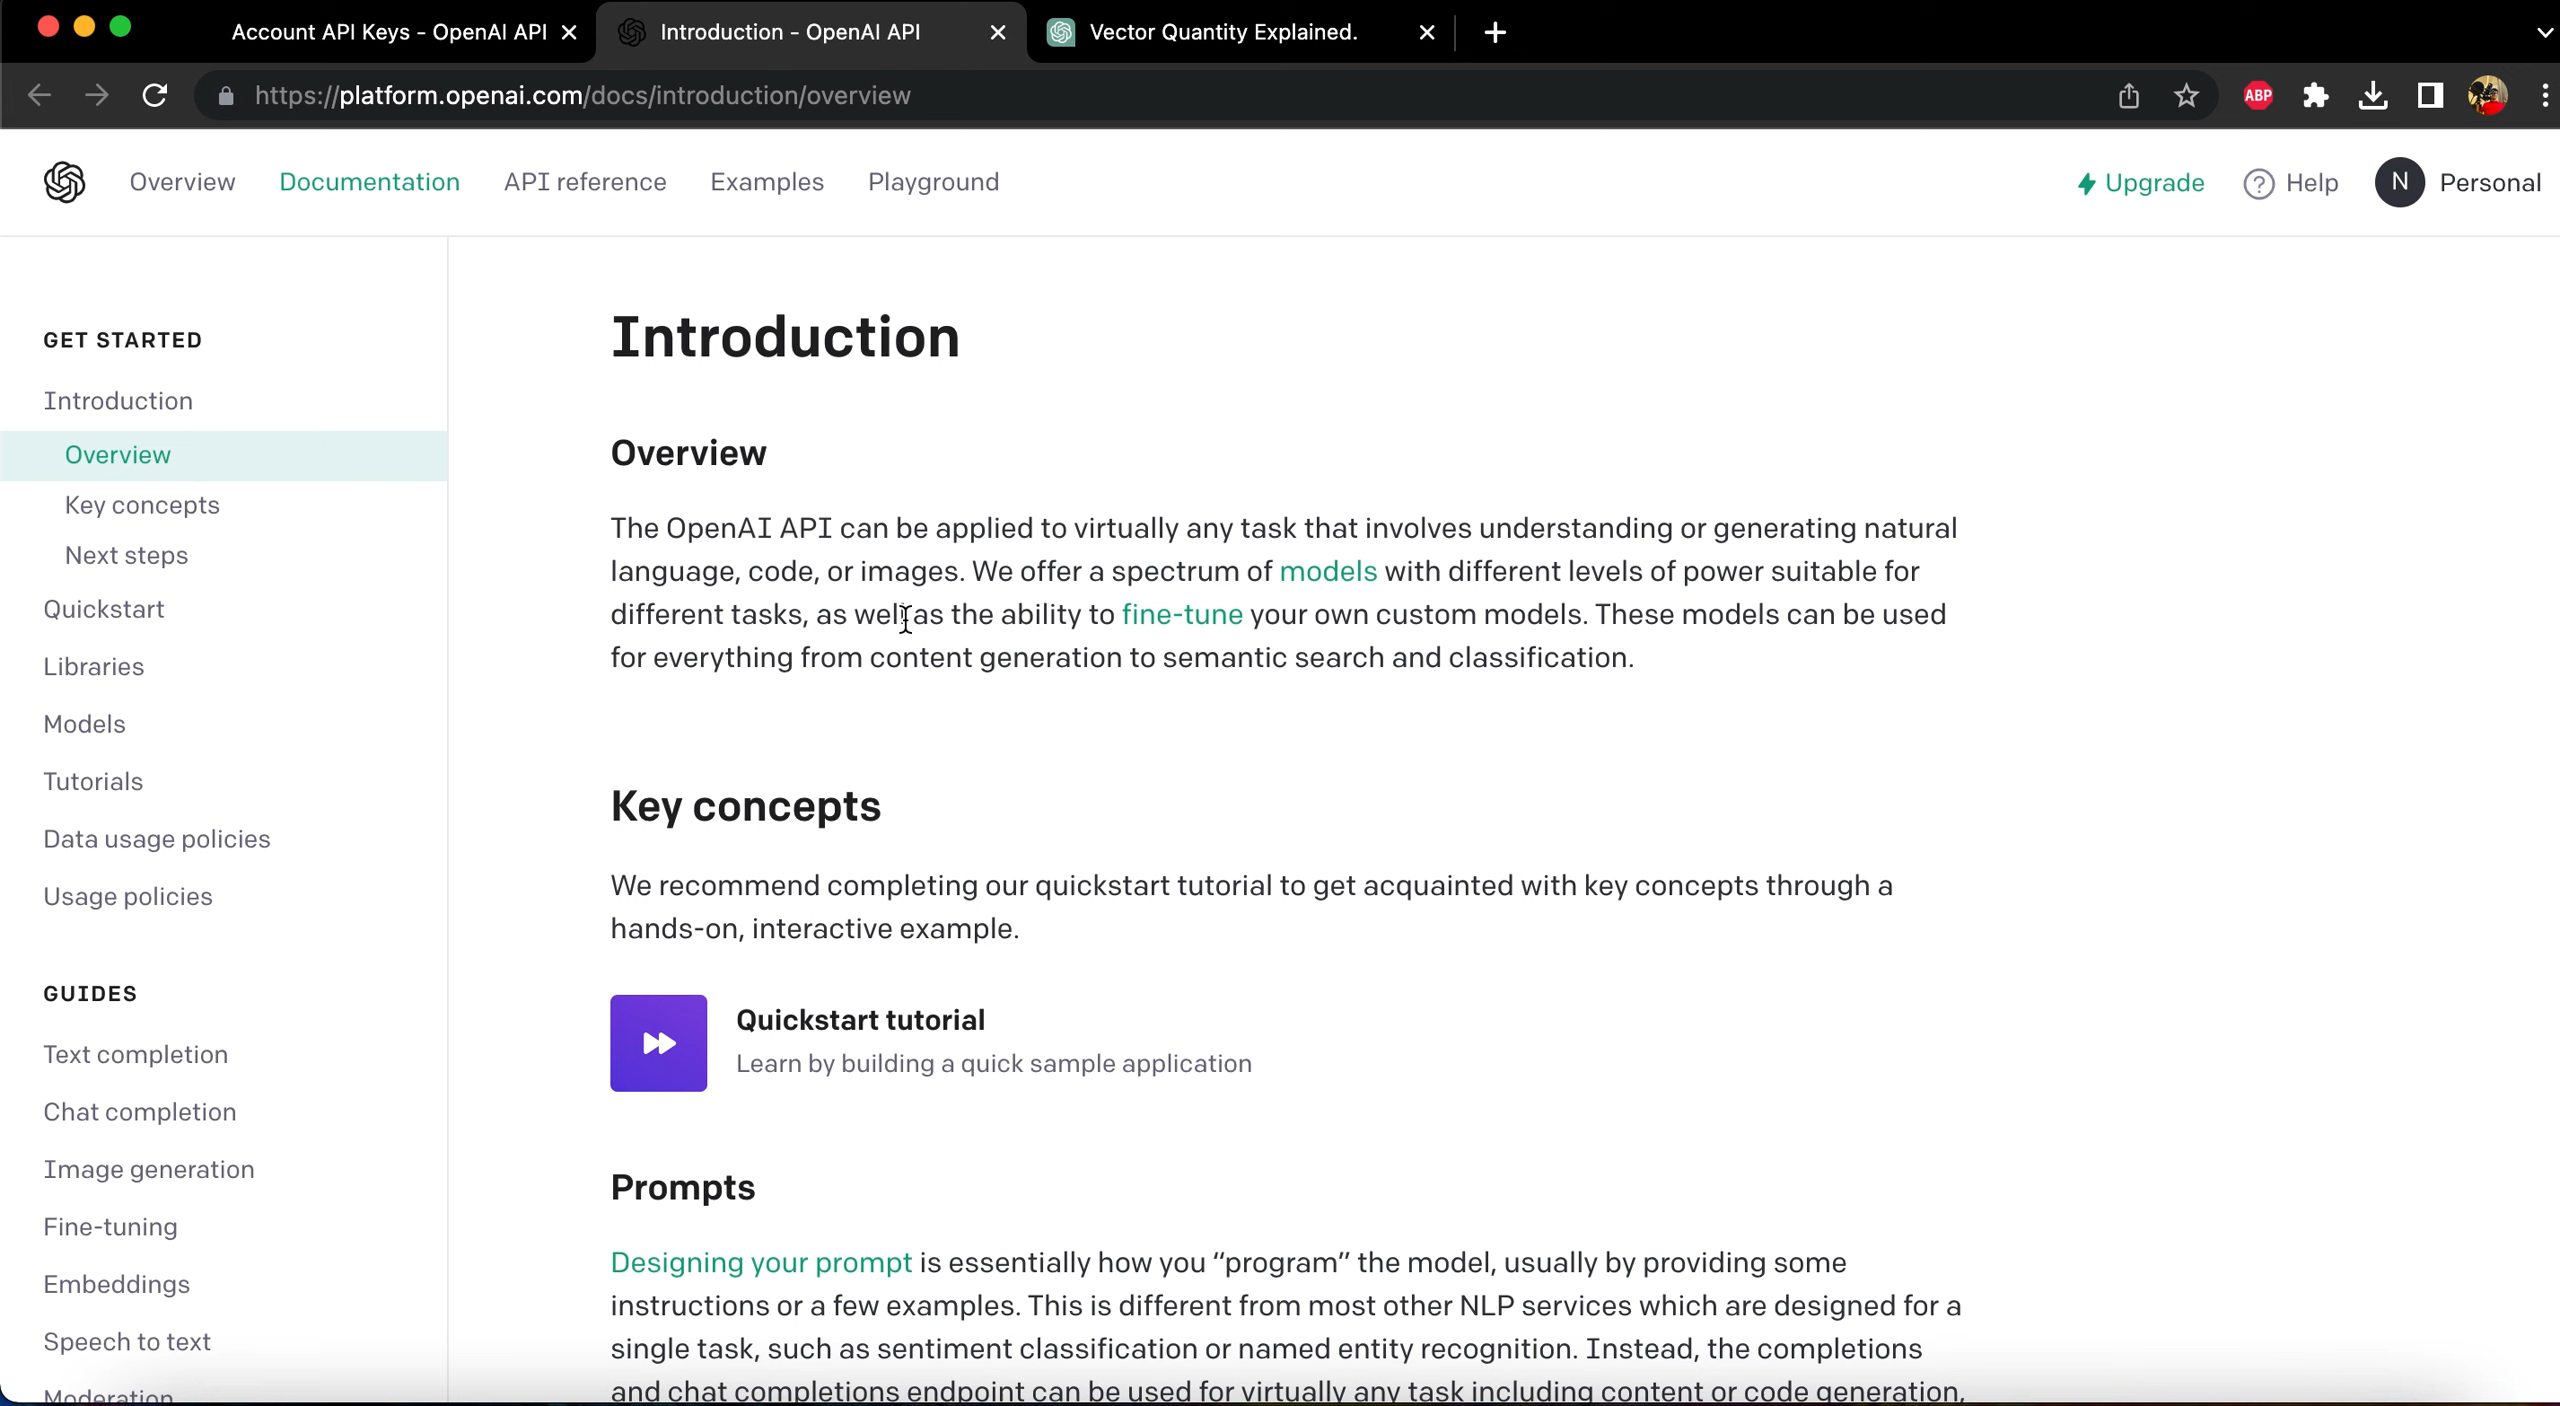 Account API Keys - OpenAI API
Introduction - OpenAI API
Vector Quantity Explained.
https://platform.openai.com/docs/introduction/overview
ABP
Overview
Documentation
API reference
Examples
Playground
Upgrade
Help
N
Personal
GET STARTED
Introduction
Overview
Key concepts
Next steps
Quickstart
Libraries
Models
Tutorials
Data usage policies
Usage policies
GUIDES
Text completion
Chat completion
Image generation
Fine-tuning
Embeddings
Speech to text
Moderation
Introduction
Overview
The OpenAI API can be applied to virtually any task that involves understanding or generating natural
language, code, or images. We offer a spectrum of models with different levels of power suitable for
different tasks, as well as the ability to fine-tune your own custom models. These models can be used
for everything from content generation to semantic search and classification.
Key concepts
We recommend completing our quickstart tutorial to get acquainted with key concepts through a
hands-on, interactive example.
Quickstart tutorial
Learn by building a quick sample application
Prompts
Designing your prompt is essentially how you “program” the model, usually by providing some
instructions or a few examples. This is different from most other NLP services which are designed for a
single task, such as sentiment classification or named entity recognition. Instead, the completions
and chat completions endpoint can be used for virtually any task including content or code generation,